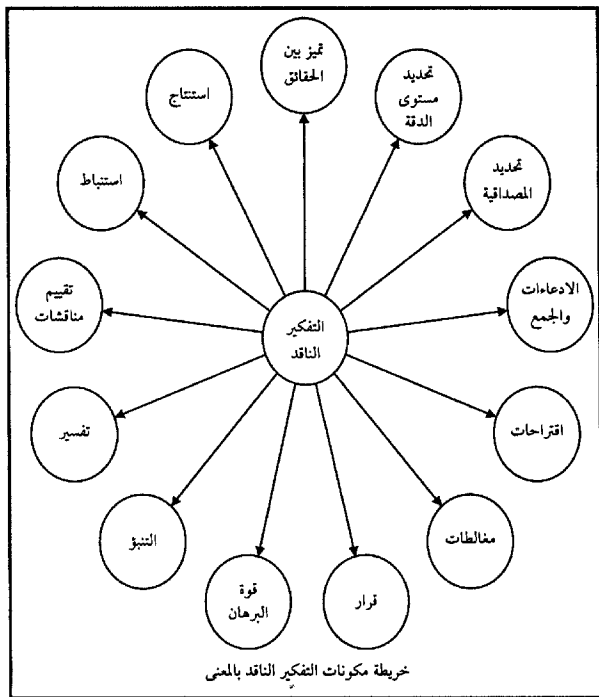 تميز بين
الحقائق
تحديد
مستوى
الدقة
تحديد
المصداقية
الادعاءات
والجمع
اقتراحات
مغالطات
قرار
قوة
البرهان
التنبؤ
تفسير
تقييم
مناقشات
استنباط
استنتاج
التفكير
الناقد
خريطة مكونات التفكير الناقد بالمعنى